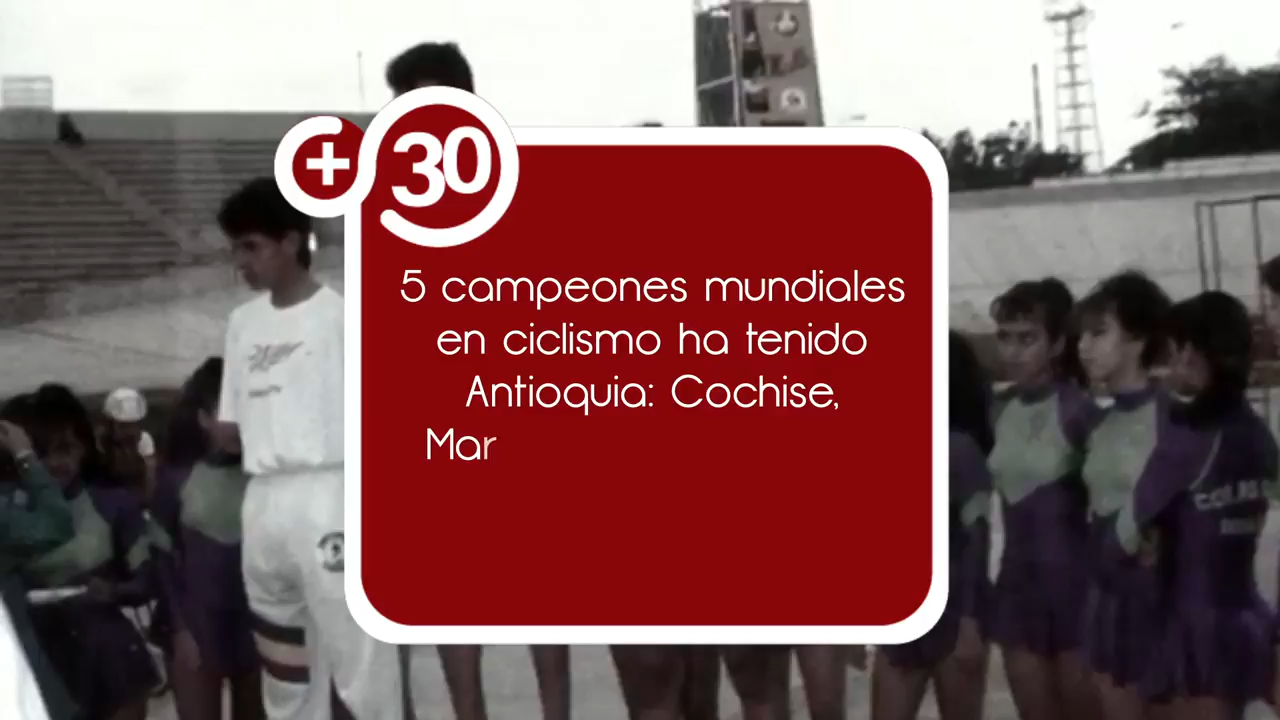 +30
5 campeones mundiales
en ciclismo ha tenido
Antioquia: Cochise,
Mar